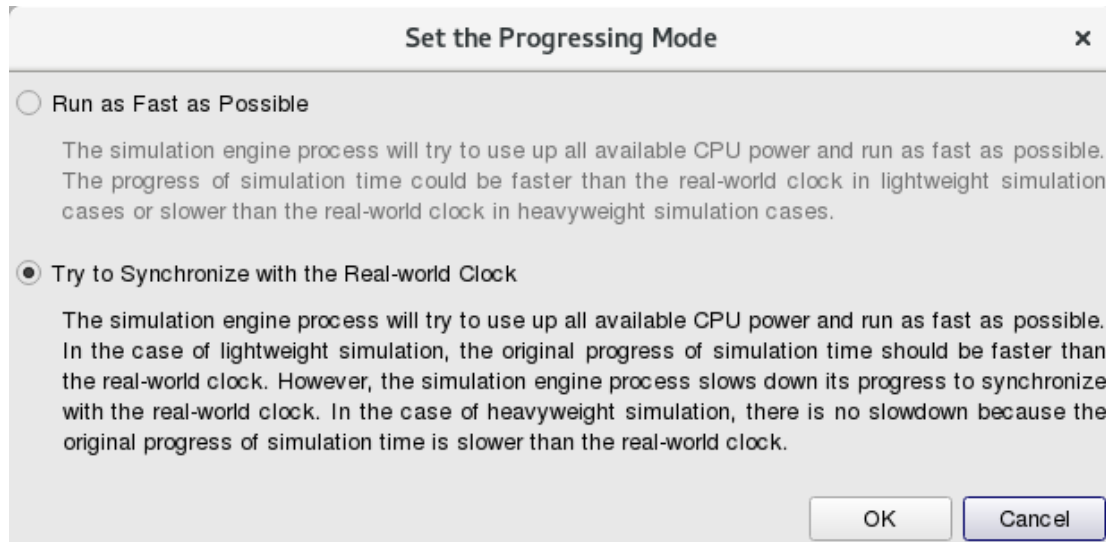 Set the Progressing Mode
Run as Fast as Possible
The simulation engine process will try to use up all available CPU power and run as fast as possible.
The progress of simulation time could be faster than the real-world clock in lightweight simulation
cases or slower than the real-world clock in heavyweight simulation cases.
Try to Synchronize with the Real-world Clock
The simulation engine process will try to use up all available CPU power and run as fast as possible.
In the case of lightweight simulation, the original progress of simulation time should be faster than
the real-world clock. However, the simulation engine process slows down its progress to synchronize
with the real-world clock. In the case of heavyweight simulation, there is no slowdown because the
original progress of simulation time is slower than the real-world clock.
OK Cancel